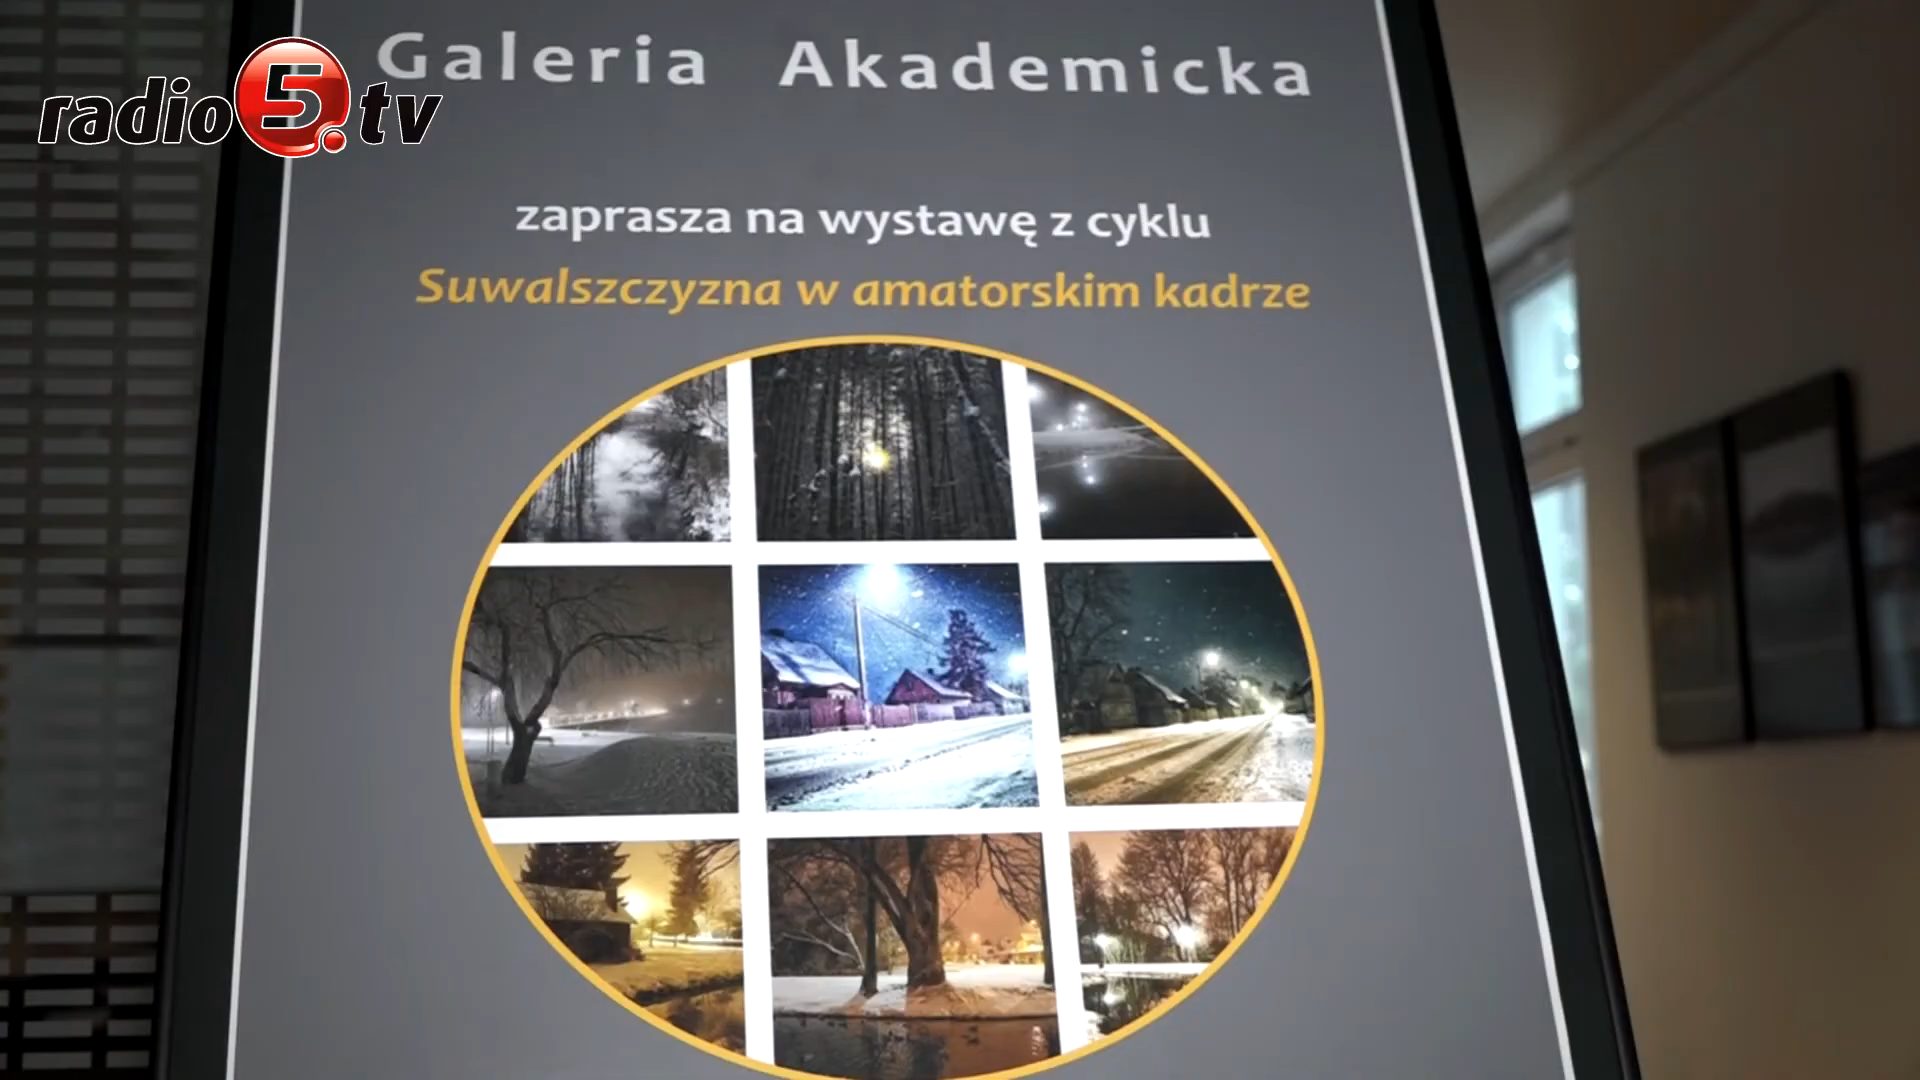 Galeria Akademicka
radio5.tv
zaprasza na wystawę z cyklu
Suwalszczyzna w amatorskim kadrze